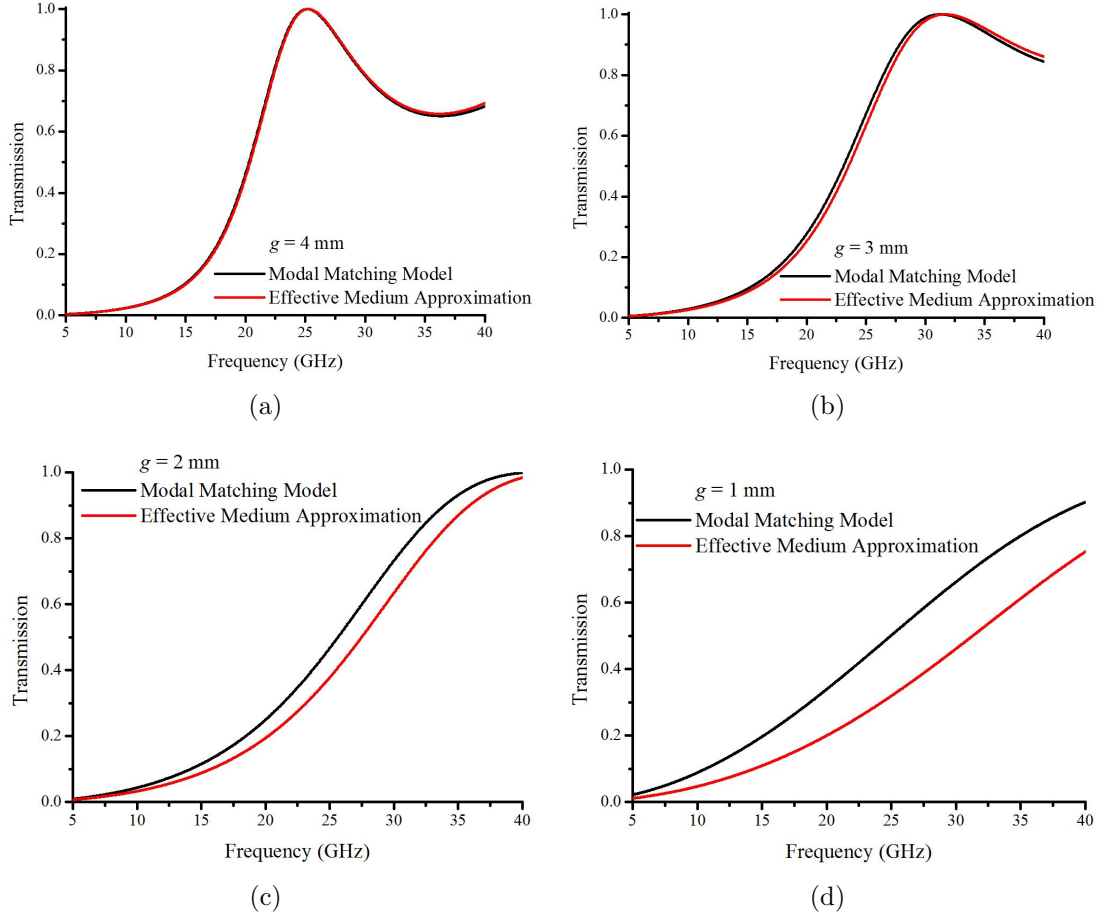 1.0
0.8
0.6
0.4
0.2
0.0
Transmission
g = 4 mm
Modal Matching Model
Effective Medium Approximation
5 10 15 20 25 30 35 40
Frequency (GHz)
(a)
1.0
0.8
0.6
0.4
0.2
0.0
Transmission
g = 3 mm
Modal Matching Model
Effective Medium Approximation
5 10 15 20 25 30 35 40
Frequency (GHz)
(b)
g = 2 mm
Modal Matching Model
Effective Medium Approximation
1.0
0.8
0.6
0.4
0.2
0.0
Transmission
5 10 15 20 25 30 35 40
Frequency (GHz)
(c)
g = 1 mm
Modal Matching Model
Effective Medium Approximation
1.0
0.8
0.6
0.4
0.2
0.0
Transmission
5 10 15 20 25 30 35 40
Frequency (GHz)
(d)